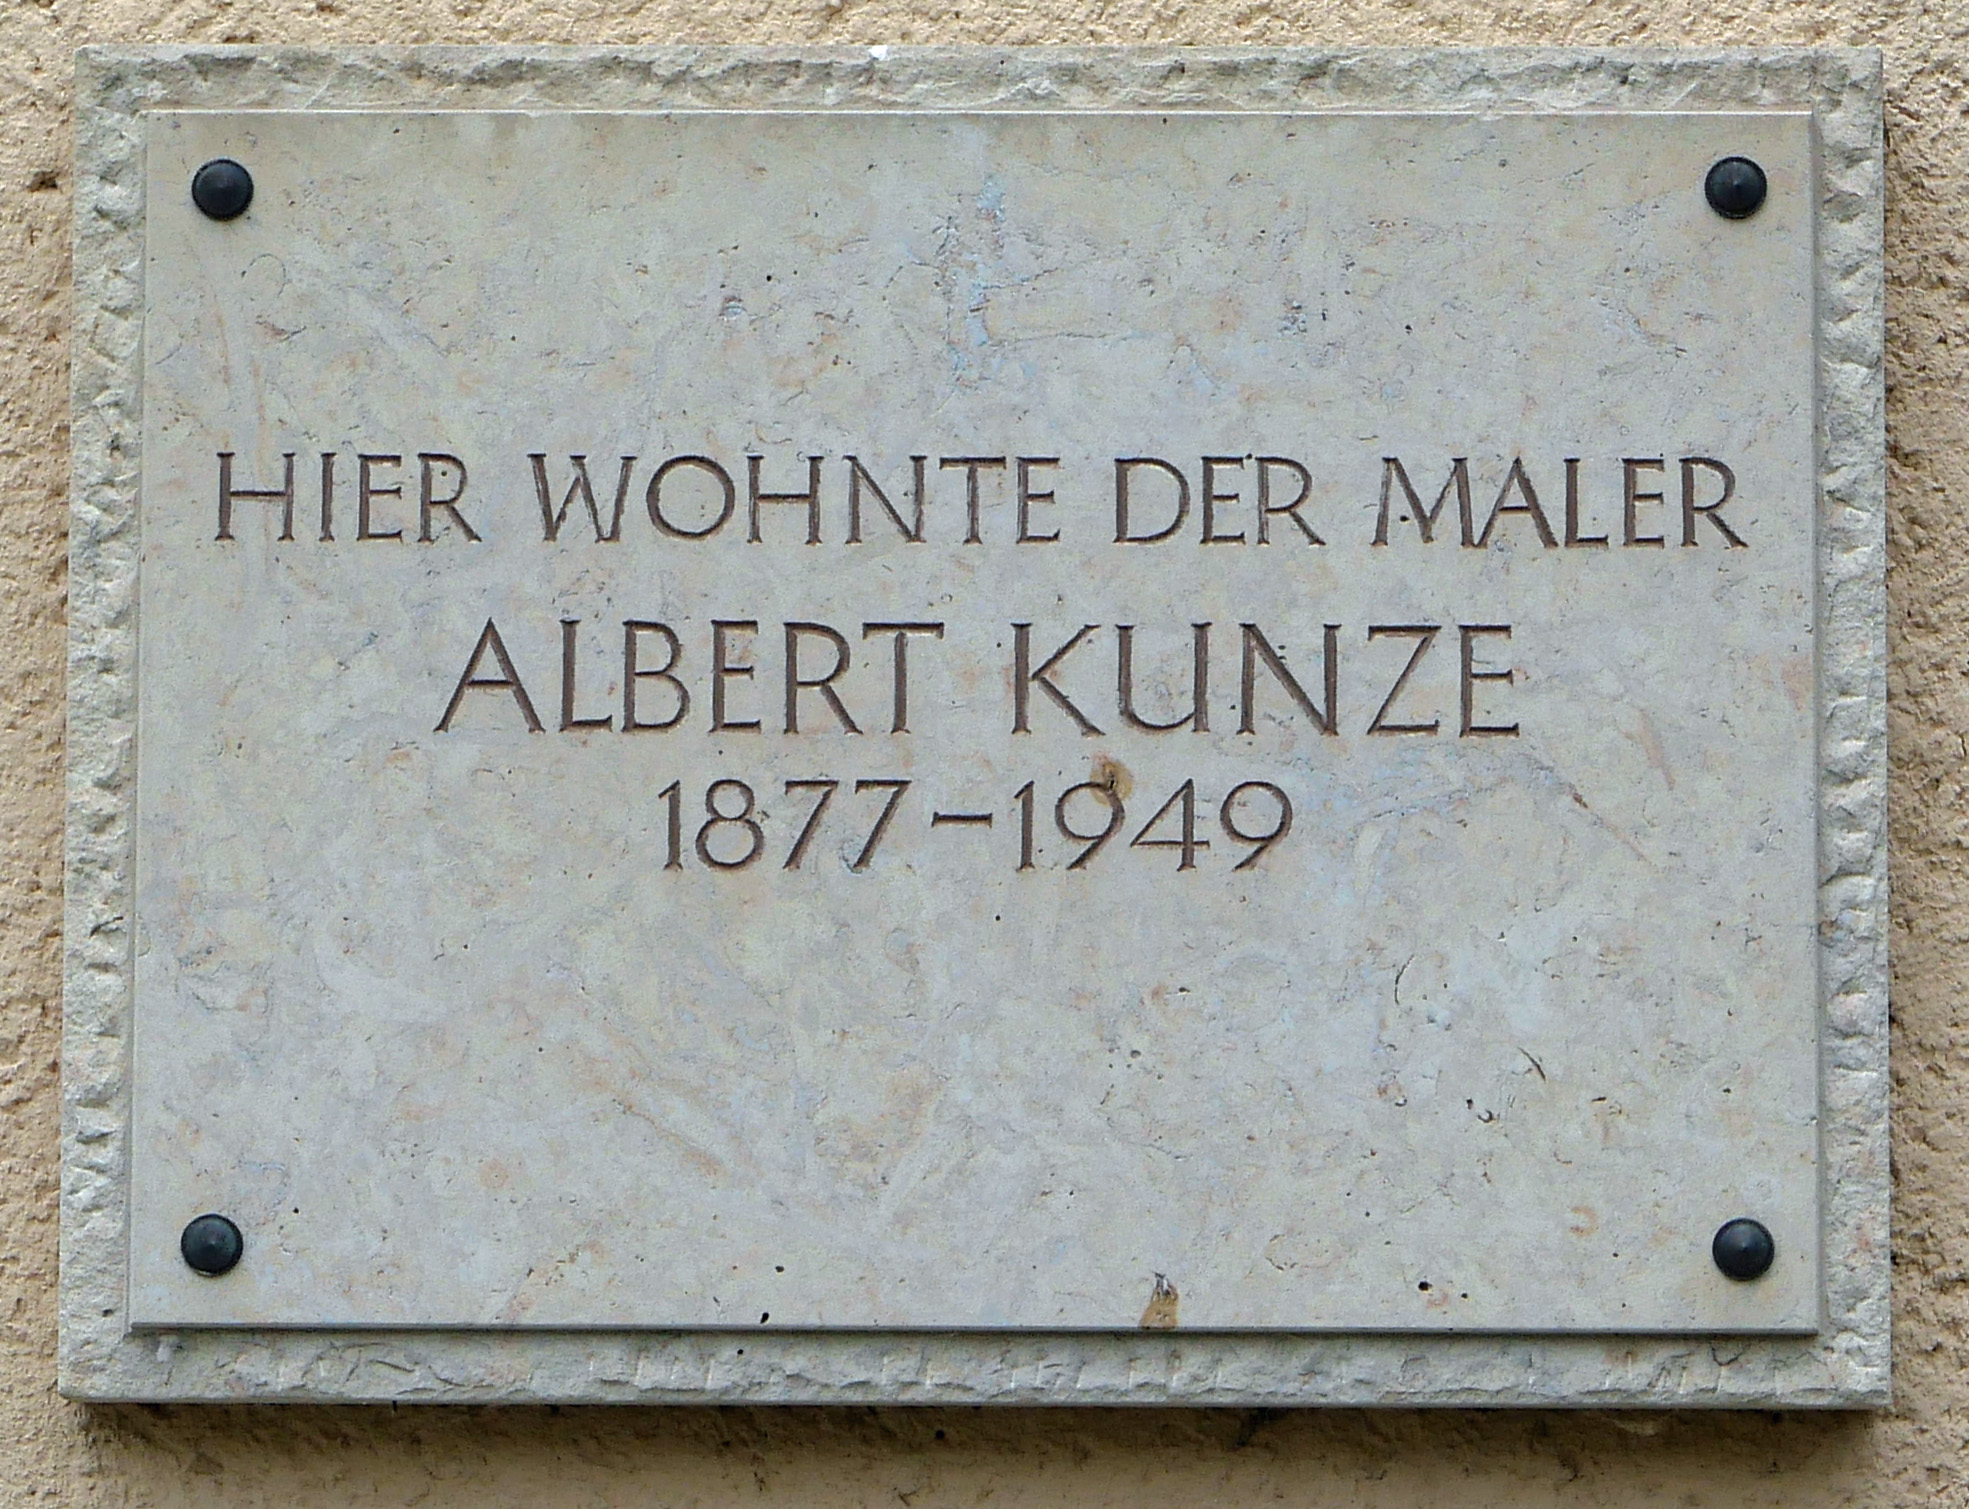 HIER WOHNTE DER MALER
ALBERT KUNZE
1877–1949